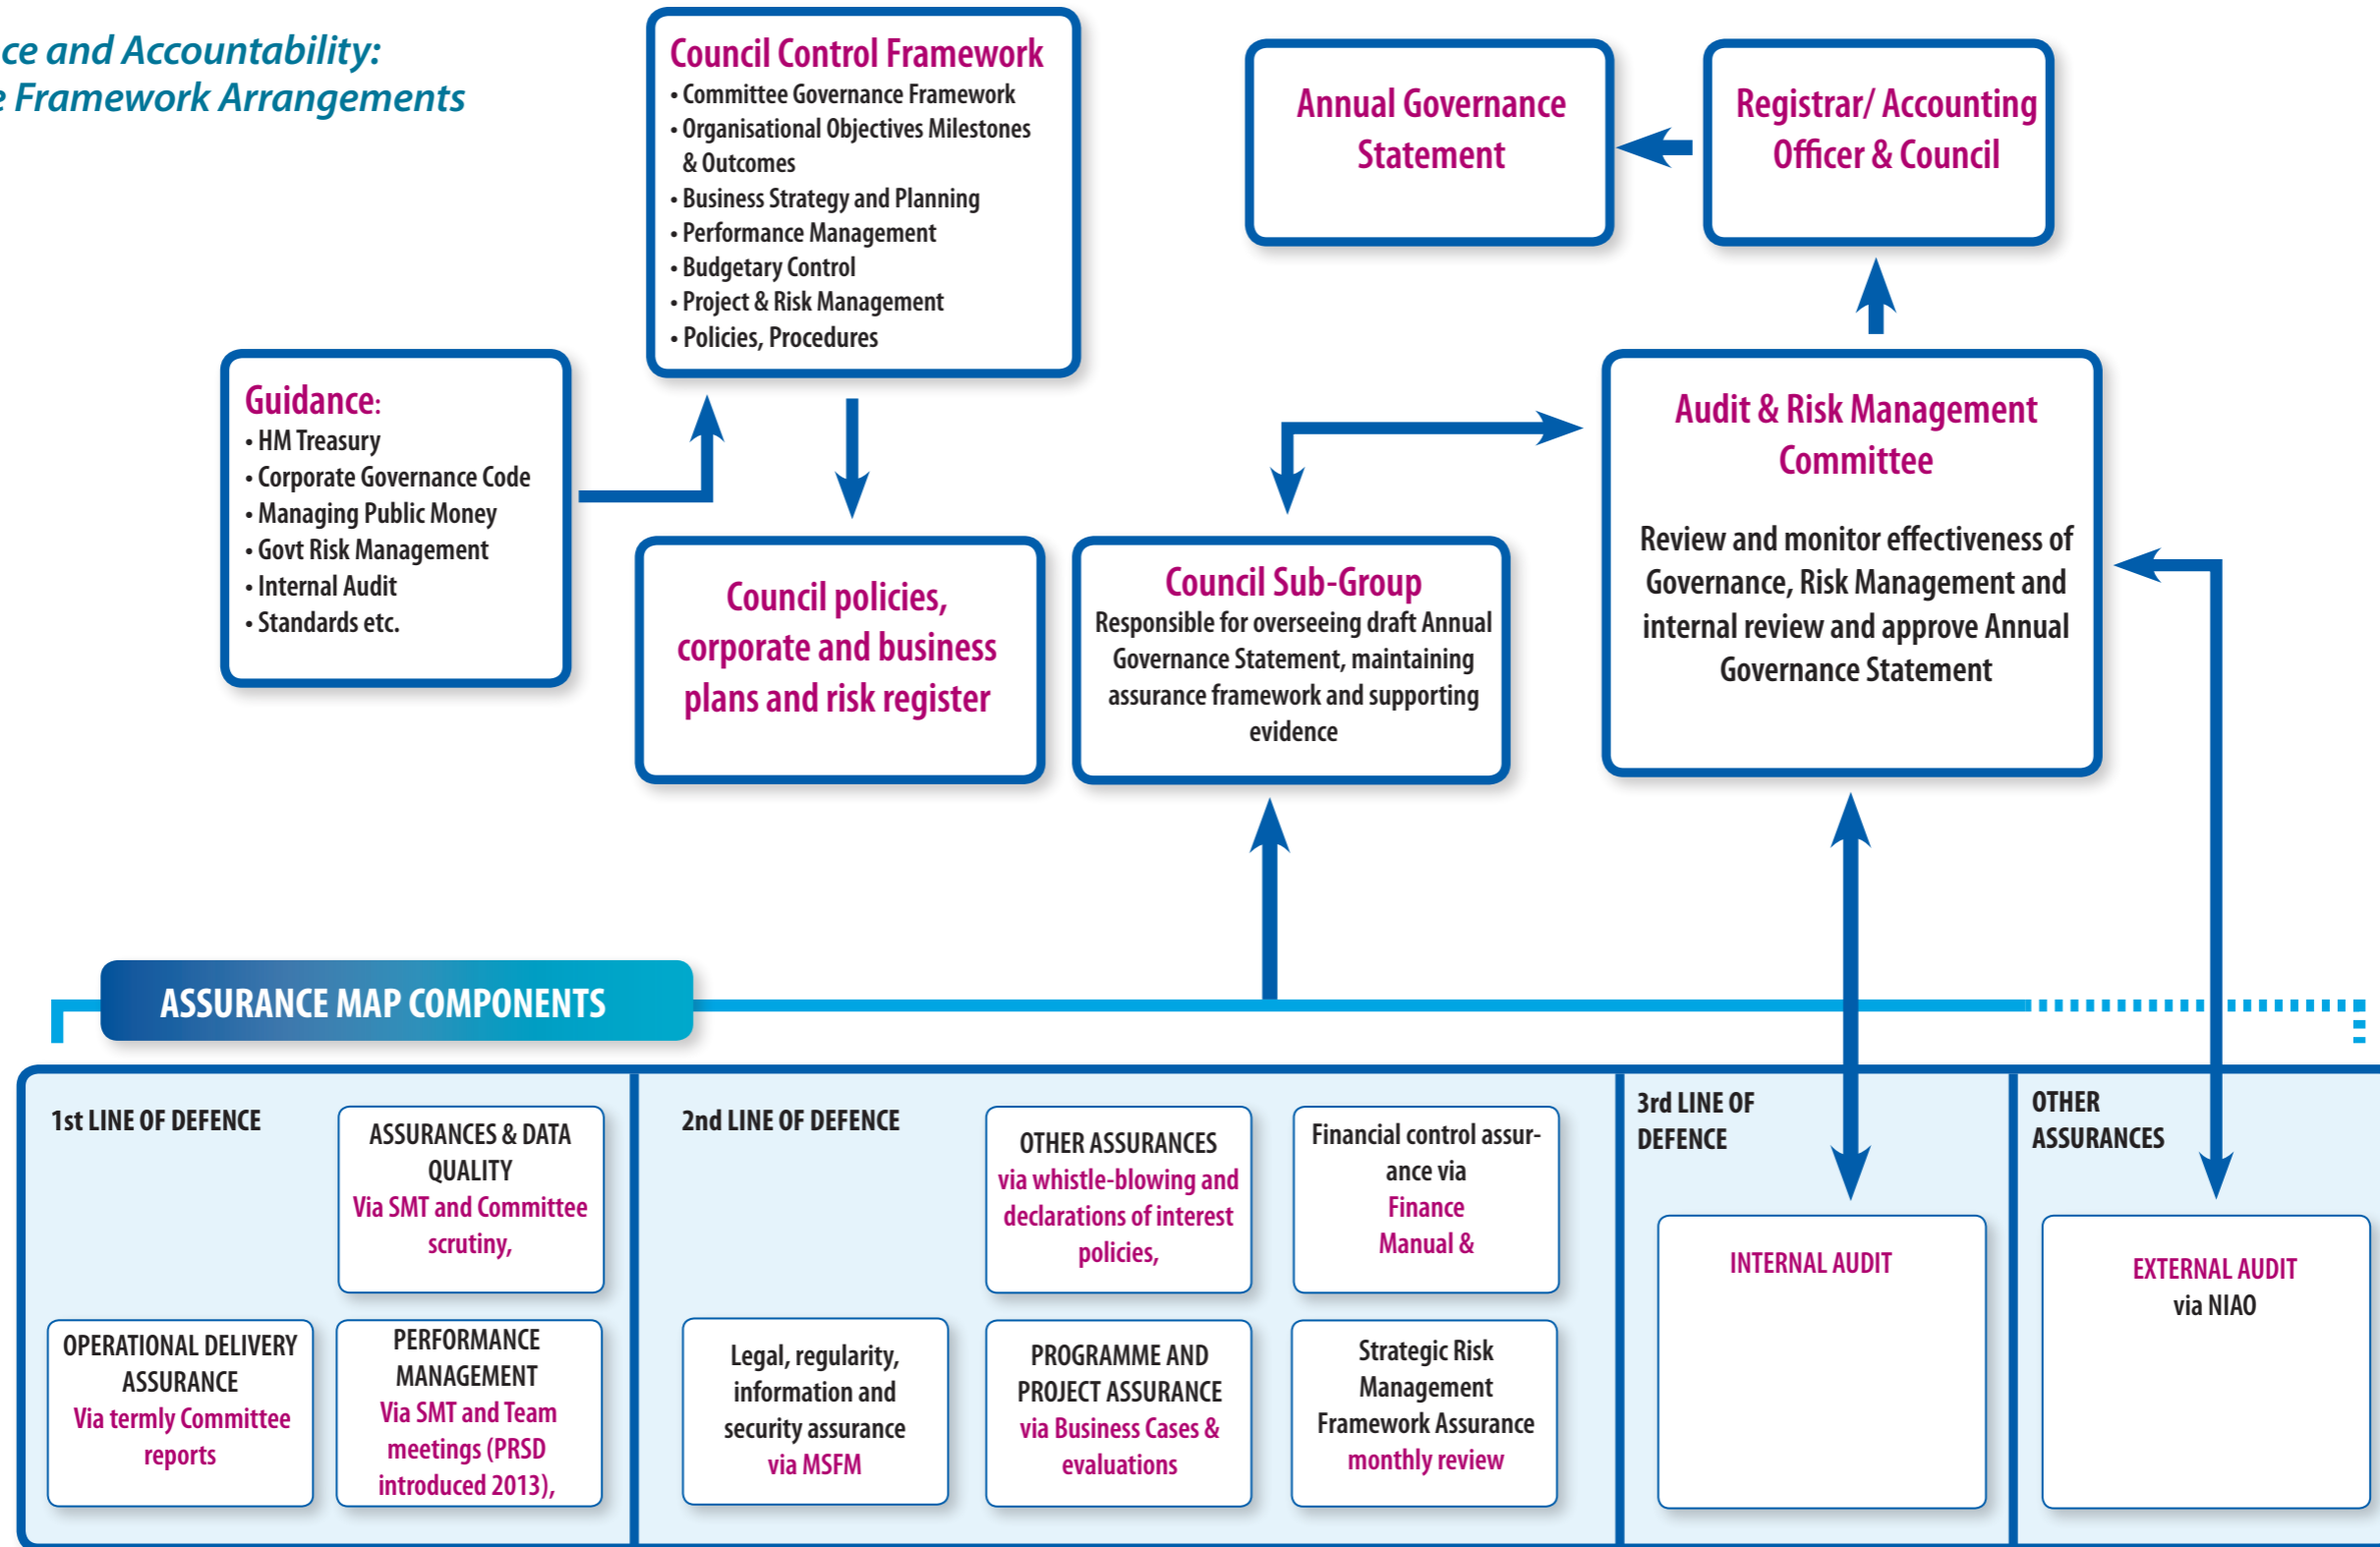 ce and Accountability:
e Framework Arrangements
Council Control Framework
• Committee Governance Framework
• Organisational Objectives Milestones
& Outcomes
• Business Strategy and Planning
• Performance Management
• Budgetary Control
• Project & Risk Management
• Policies, Procedures
Annual Governance
Statement
Registrar/ Accounting
Officer & Council
Guidance:
• HM Treasury
• Corporate Governance Code
• Managing Public Money
• Govt Risk Management
• Internal Audit
• Standards etc.
Council policies,
corporate and business
plans and risk register
Council Sub-Group
Responsible for overseeing draft Annual
Governance Statement, maintaining
assurance framework and supporting
evidence
Audit & Risk Management
Committee
Review and monitor effectiveness of
Governance, Risk Management and
internal review and approve Annual
Governance Statement
ASSURANCE MAP COMPONENTS
1st LINE OF DEFENCE
ASSURANCES & DATA
QUALITY
Via SMT and Committee
scrutiny,
OPERATIONAL DELIVERY
ASSURANCE
Via termly Committee
reports
PERFORMANCE
MANAGEMENT
Via SMT and Team
meetings (PRSD
introduced 2013),
2nd LINE OF DEFENCE
OTHER ASSURANCES
via whistle-blowing and
declarations of interest
policies,
Financial control assur-
ance via
Finance
Manual &
Legal, regularity,
information and
security assurance
via MSFM
PROGRAMME AND
PROJECT ASSURANCE
via Business Cases &
evaluations
Strategic Risk
Management
Framework Assurance
monthly review
3rd LINE OF
DEFENCE
INTERNAL AUDIT
OTHER
ASSURANCES
EXTERNAL AUDIT
via NIAO